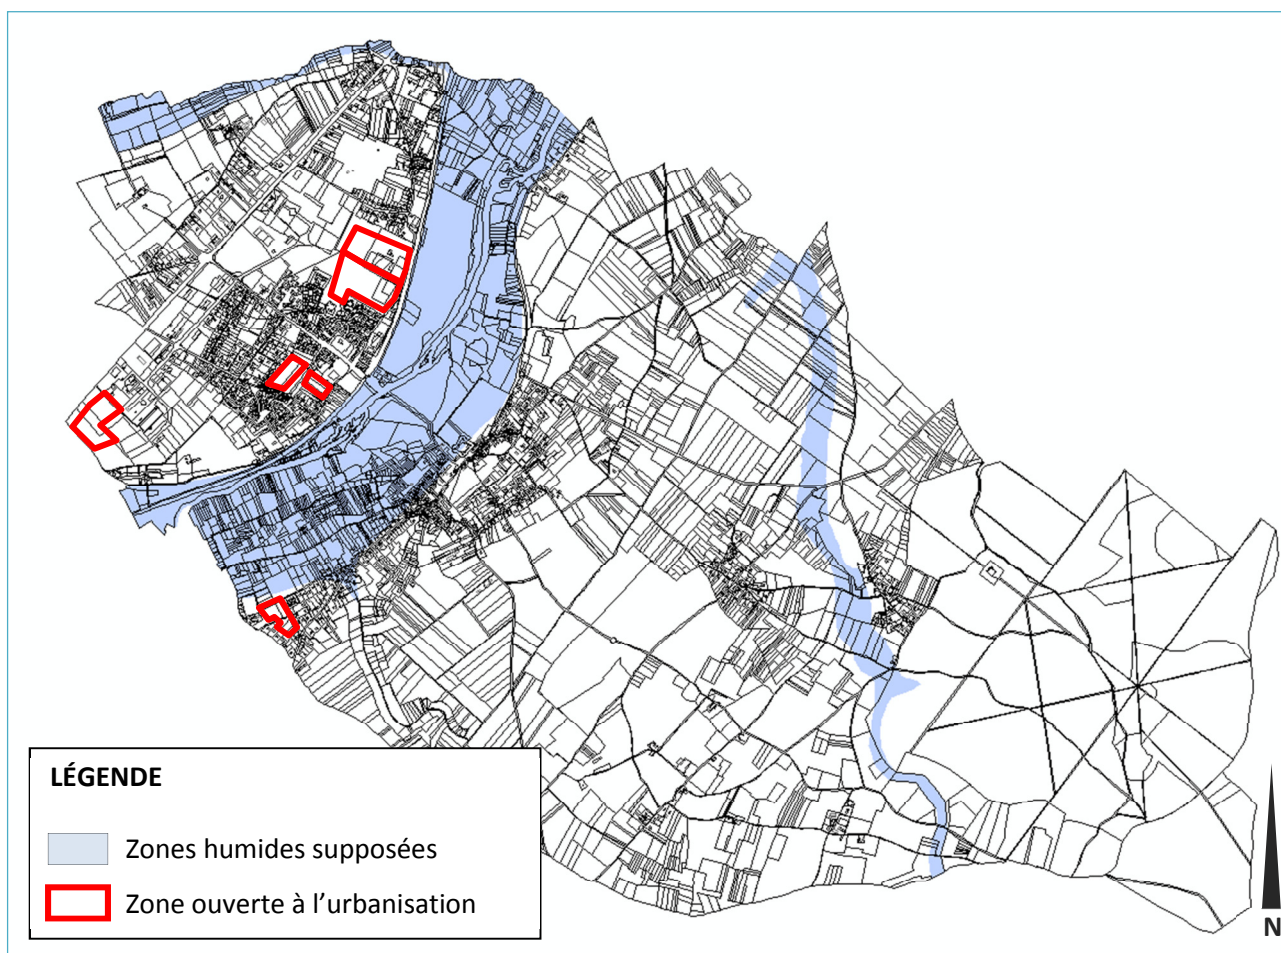 LÉGENDE
Zones humides supposées
Zone ouverte à l’urbanisation
N